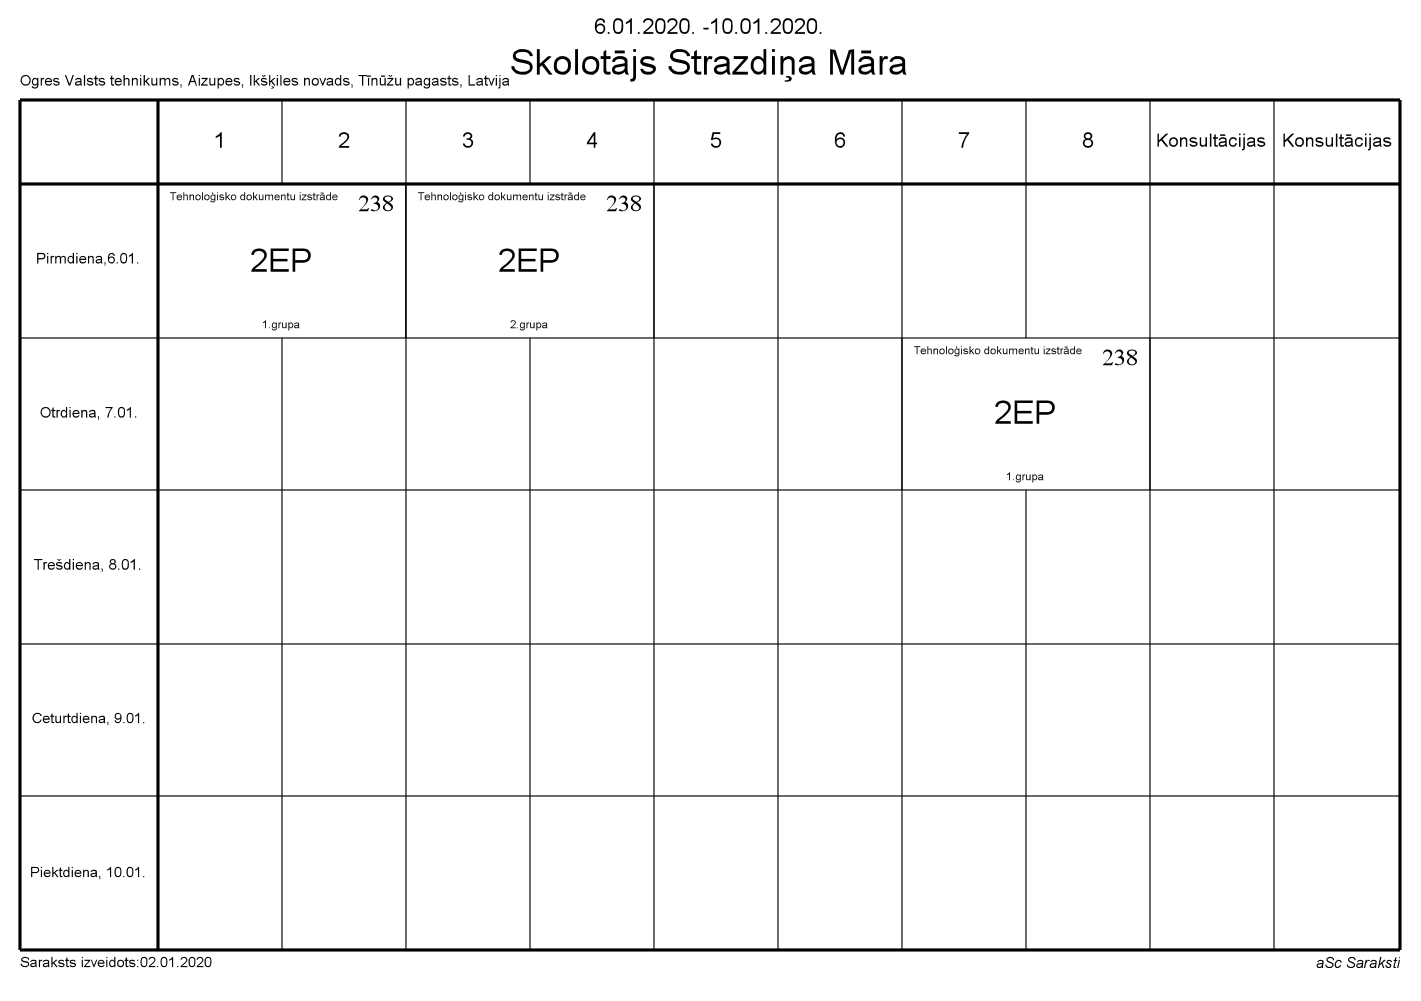 6.01.2020. -10.01.2020.
Skolotājs Strazdiņa Māra
Ogres Valsts tehnikums, Aizupes, Ikšķiles novads, Tīnūžu pagasts, Latvija
1 2 3 4 5 6 7 8 Konsultācijas Konsultācijas
Tehnoloģisko dokumentu izstrāde 238 Tehnoloģisko dokumentu izstrāde 238
Pirmdiena,6.01. 2EP 2EP
1.grupa 2.grupa
Tehnoloģisko dokumentu izstrāde 238
Otrdiena, 7.01. 2EP
1.grupa
Trešdiena, 8.01.
Ceturtdiena, 9.01.
Piektdiena, 10.01.
Saraksts izveidots:02.01.2020 aSc Saraksti